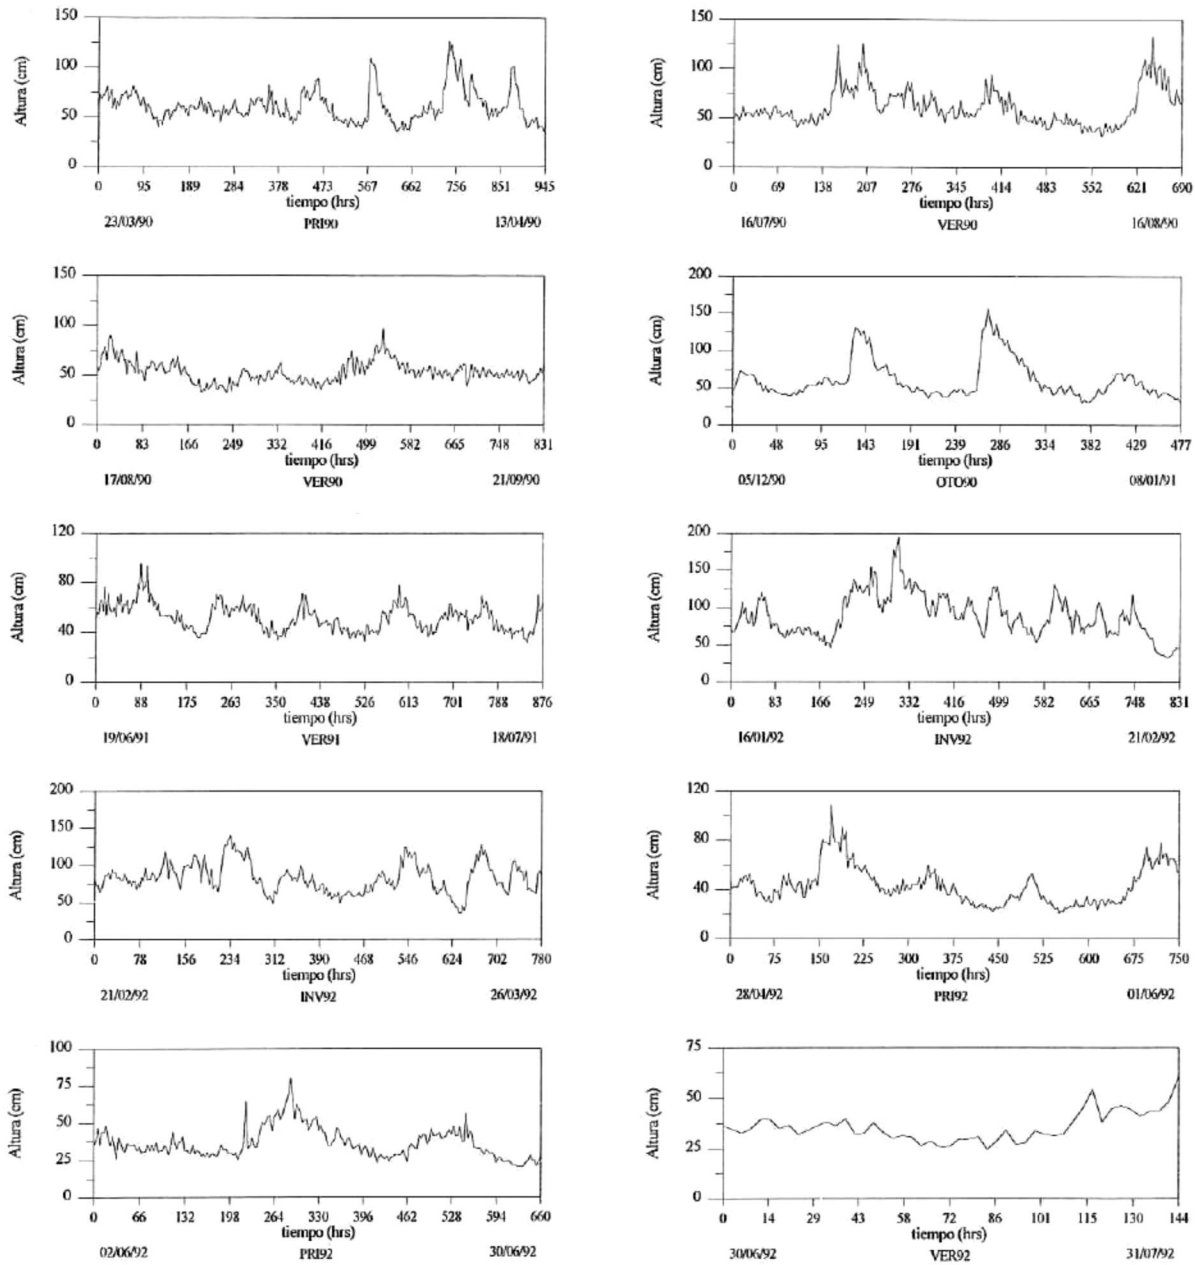 150
100
50
0
Altura (cm)
0 95 189 284 378 473 567 662 756 851 945
tiempo (hrs)
23/03/90 PRI90 13/04/90
150
100
50
0
Altura (cm)
0 69 138 207 276 345 414 483 552 621 690
tiempo (hrs)
16/07/90 VER90 16/08/90
150
100
50
0
Altura (cm)
0 83 166 249 332 416 499 582 665 748 831
tiempo (hrs)
17/08/90 VER90 21/09/90
200
150
100
50
0
Altura (cm)
0 48 95 143 191 239 286 334 382 429 477
tiempo (hrs)
05/12/90 OTO90 08/01/91
120
80
40
0
Altura (cm)
0 88 175 263 350 438 526 613 701 788 876
tiempo (hrs)
19/06/91 VER91 18/07/91
200
150
100
50
0
Altura (cm)
0 83 166 249 332 416 499 582 665 748 831
tiempo (hrs)
16/01/92 INV92 21/02/92
200
150
100
50
0
Altura (cm)
0 78 156 234 312 390 468 546 624 702 780
tiempo (hrs)
21/02/92 INV92 26/03/92
120
80
40
0
Altura (cm)
0 75 150 225 300 375 450 525 600 675 750
tiempo (hrs)
28/04/92 PRI92 01/06/92
100
75
50
25
0
Altura (cm)
0 66 132 198 264 330 396 462 528 594 660
tiempo (hrs)
02/06/92 PRI92 30/06/92
75
50
25
0
Altura (cm)
0 14 29 43 58 72 86 101 115 130 144
tiempo (hrs)
30/06/92 VER92 31/07/92